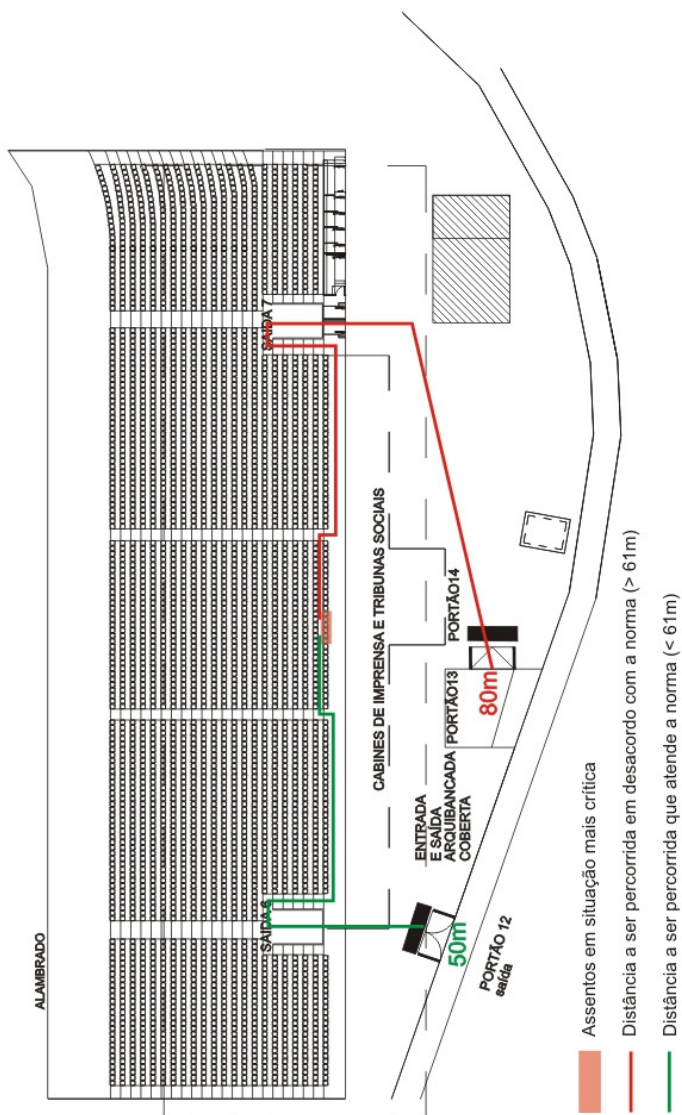 ALAMBRADO
SAÍDA 6
SAÍDA 7
CABINES DE IMPRENSA E TRIBUNAS SOCIAIS
ENTRADA
E SAÍDA
ARQUIBANCADA
COBERTA
PORTÃO13
PORTÃO14
80m
50m
PORTÃO 12
saída
Assentos em situação mais crítica
Distância a ser percorrida em desacordo com a norma (> 61m)
Distância a ser percorrida que atende a norma (< 61m)